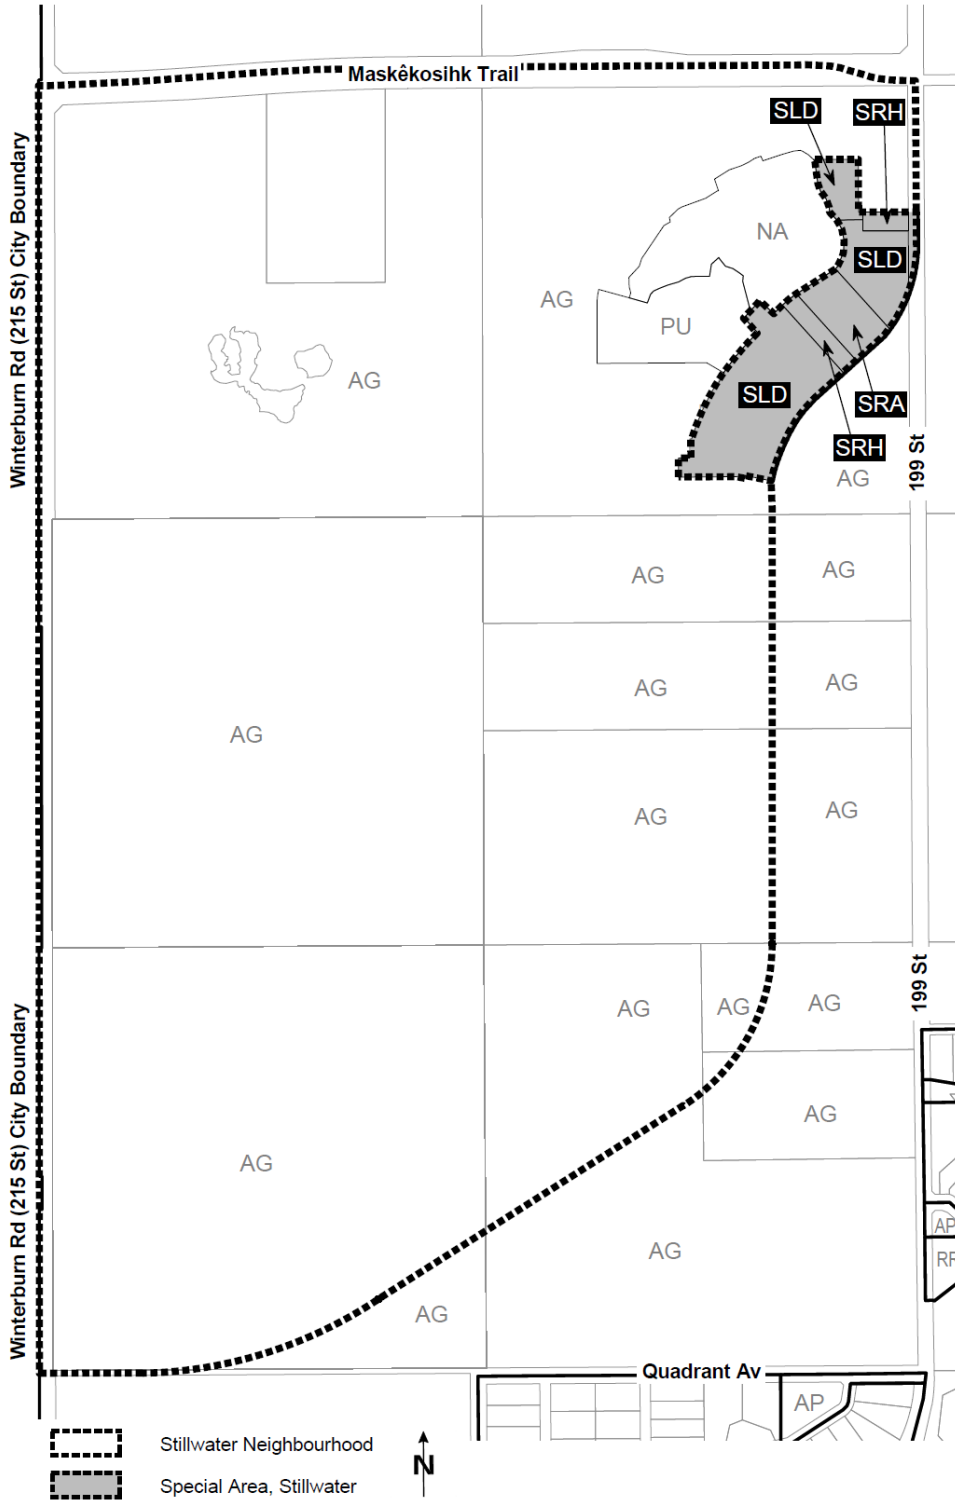 Maskêkosihk Trail
SLD
SRH
Winterburn Rd (215 St) City Boundary
NA
SLD
AG
PU
AG
SLD
SRA
SRH
199 St
AG
AG
AG
AG
AG
AG
AG
AG
199 St
AG
AG
AG
Winterburn Rd (215 St) City Boundary
AG
AG
AP
AG
AG
Quadrant Av
AP
Stillwater Neighbourhood
N
Special Area, Stillwater